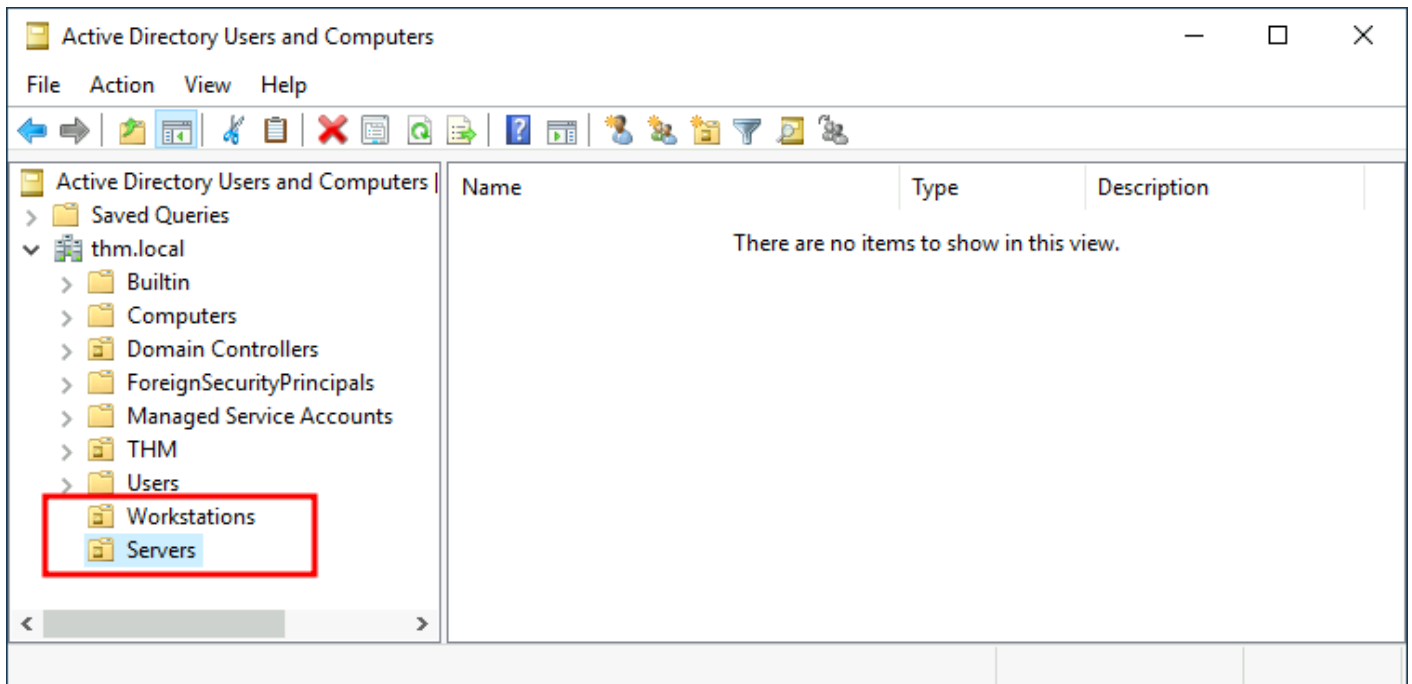 Active Directory Users and Computers
File Action View Help
Active Directory Users and Computers
Name Type Description
Saved Queries
There are no items to show in this view.
thm.local
Builtin
Computers
Domain Controllers
ForeignSecurityPrincipals
Managed Service Accounts
THM
Users
Workstations
Servers